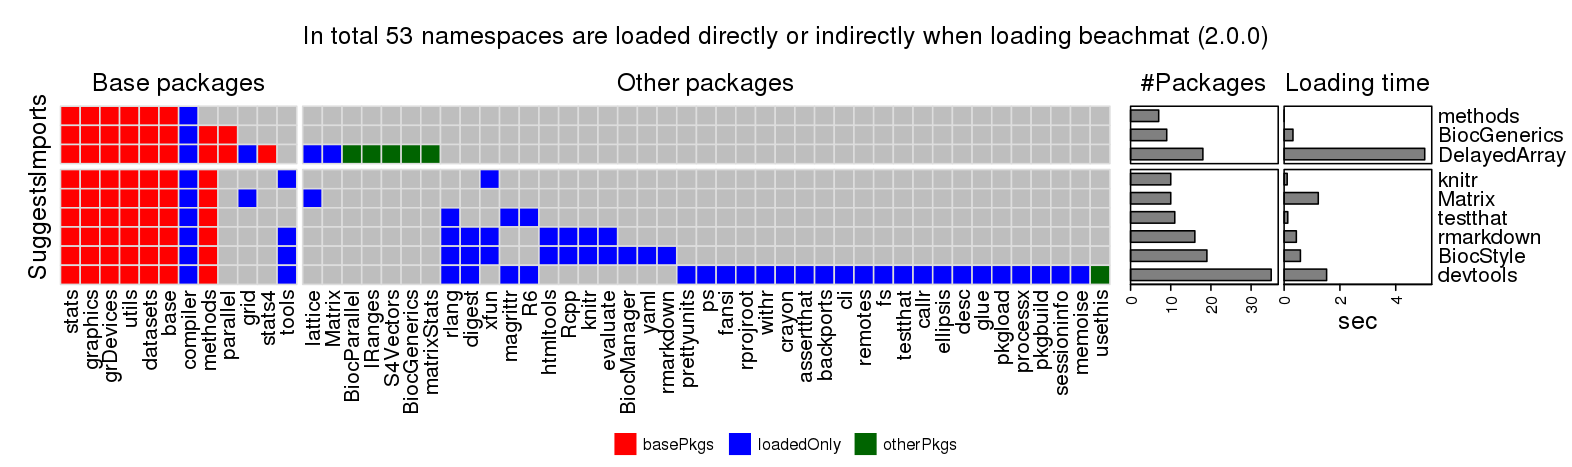 In total 53 namespaces are loaded directly or indirectly when loading beachmat (2.0.0)
Base packages
Other packages
#Packages
Loading time
Imports
methods
BiocGenerics
DelayedArray
Suggests
knitr
Matrix
testthat
rmarkdown
BiocStyle
devtools
stats
graphics
grDevices
utils
datasets
base
compiler
methods
parallel
grid
stats4
tools
lattice
Matrix
BiocParallel
IRanges
S4Vectors
BiocGenerics
matrixStats
rlang
digest
xfun
magrittr
R6
htmltools
Rcpp
knitr
evaluate
BiocManager
yaml
rmarkdown
prettyunits
ps
fansi
rprojroot
withr
crayon
assertthat
backports
cli
remotes
fs
testthat
callr
ellipsis
desc
glue
pkgload
processx
pkgbuild
sessioninfo
memoise
usethis
0 10 20 30
0 2 4
sec
basePkgs loadedOnly otherPkgs